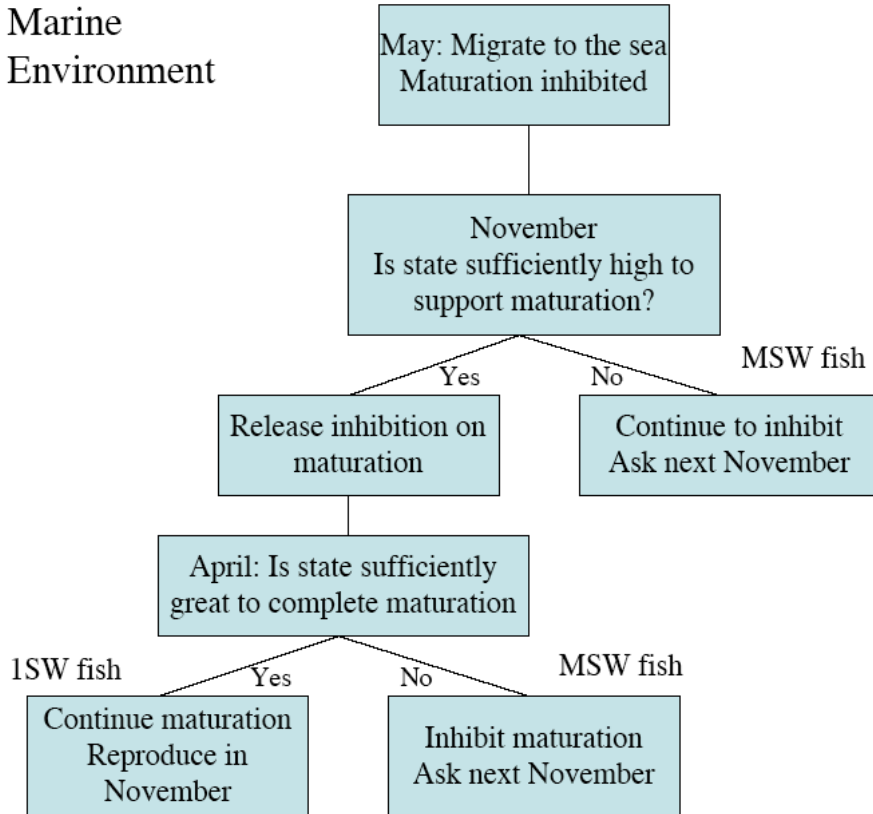 Marine
Environment
May: Migrate to the sea
Maturation inhibited
November
Is state sufficiently high to
support maturation?
Yes
No
MSW fish
Release inhibition on
maturation
Continue to inhibit
Ask next November
April: Is state sufficiently
great to complete maturation
1SW fish
Yes
No
MSW fish
Continue maturation
Reproduce in
November
Inhibit maturation
Ask next November